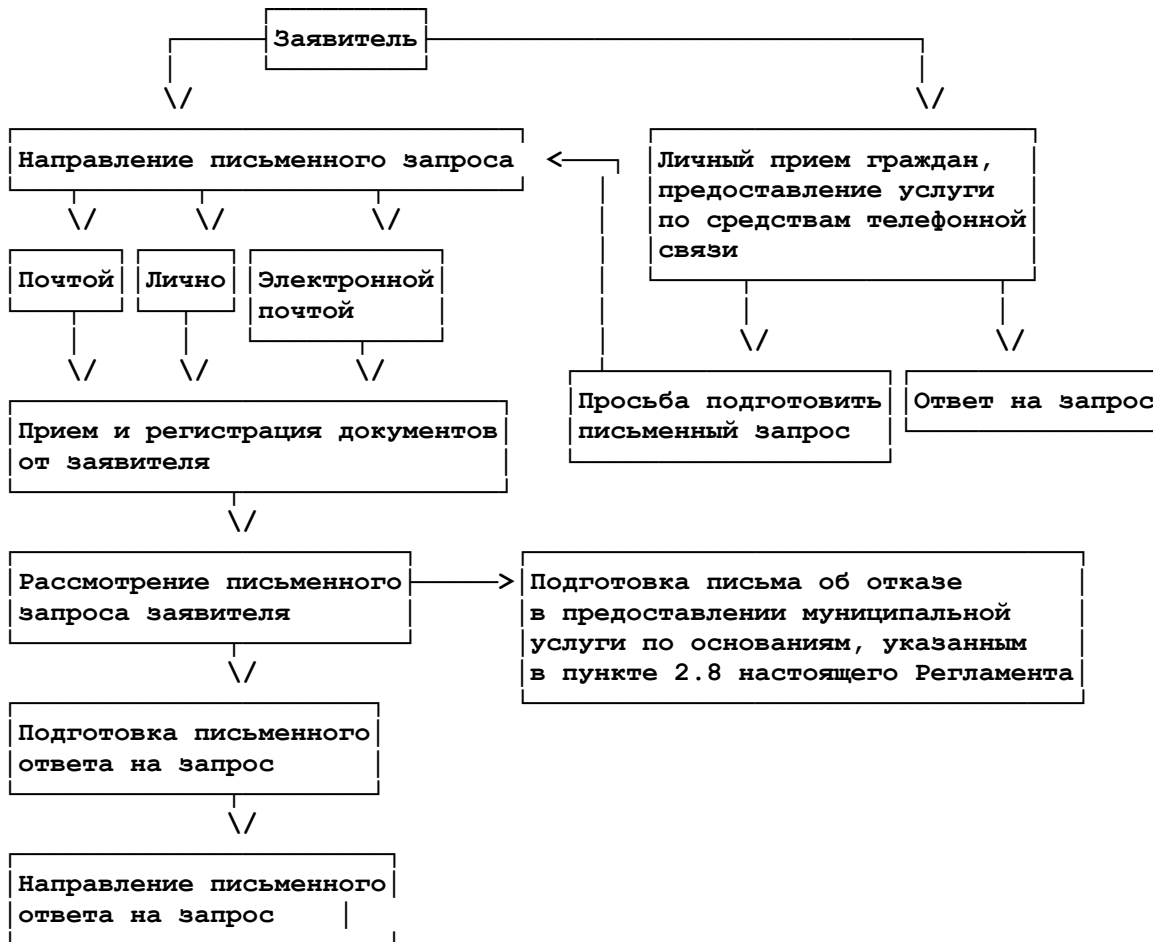 Заявитель
Направление письменного запроса
Личный прием граждан,
предоставление услуги
по средствам телефонной
связи
Почтой
Лично
Электронной
почтой
Просьба подготовить
письменный запрос
Ответ на запрос
Прием и регистрация документов
от заявителя
Рассмотрение письменного
запроса заявителя
Подготовка письма об отказе
в предоставлении муниципальной
услуги по основаниям, указанным
в пункте 2.8 настоящего Регламента
Подготовка письменного
ответа на запрос
Направление письменного
ответа на запрос